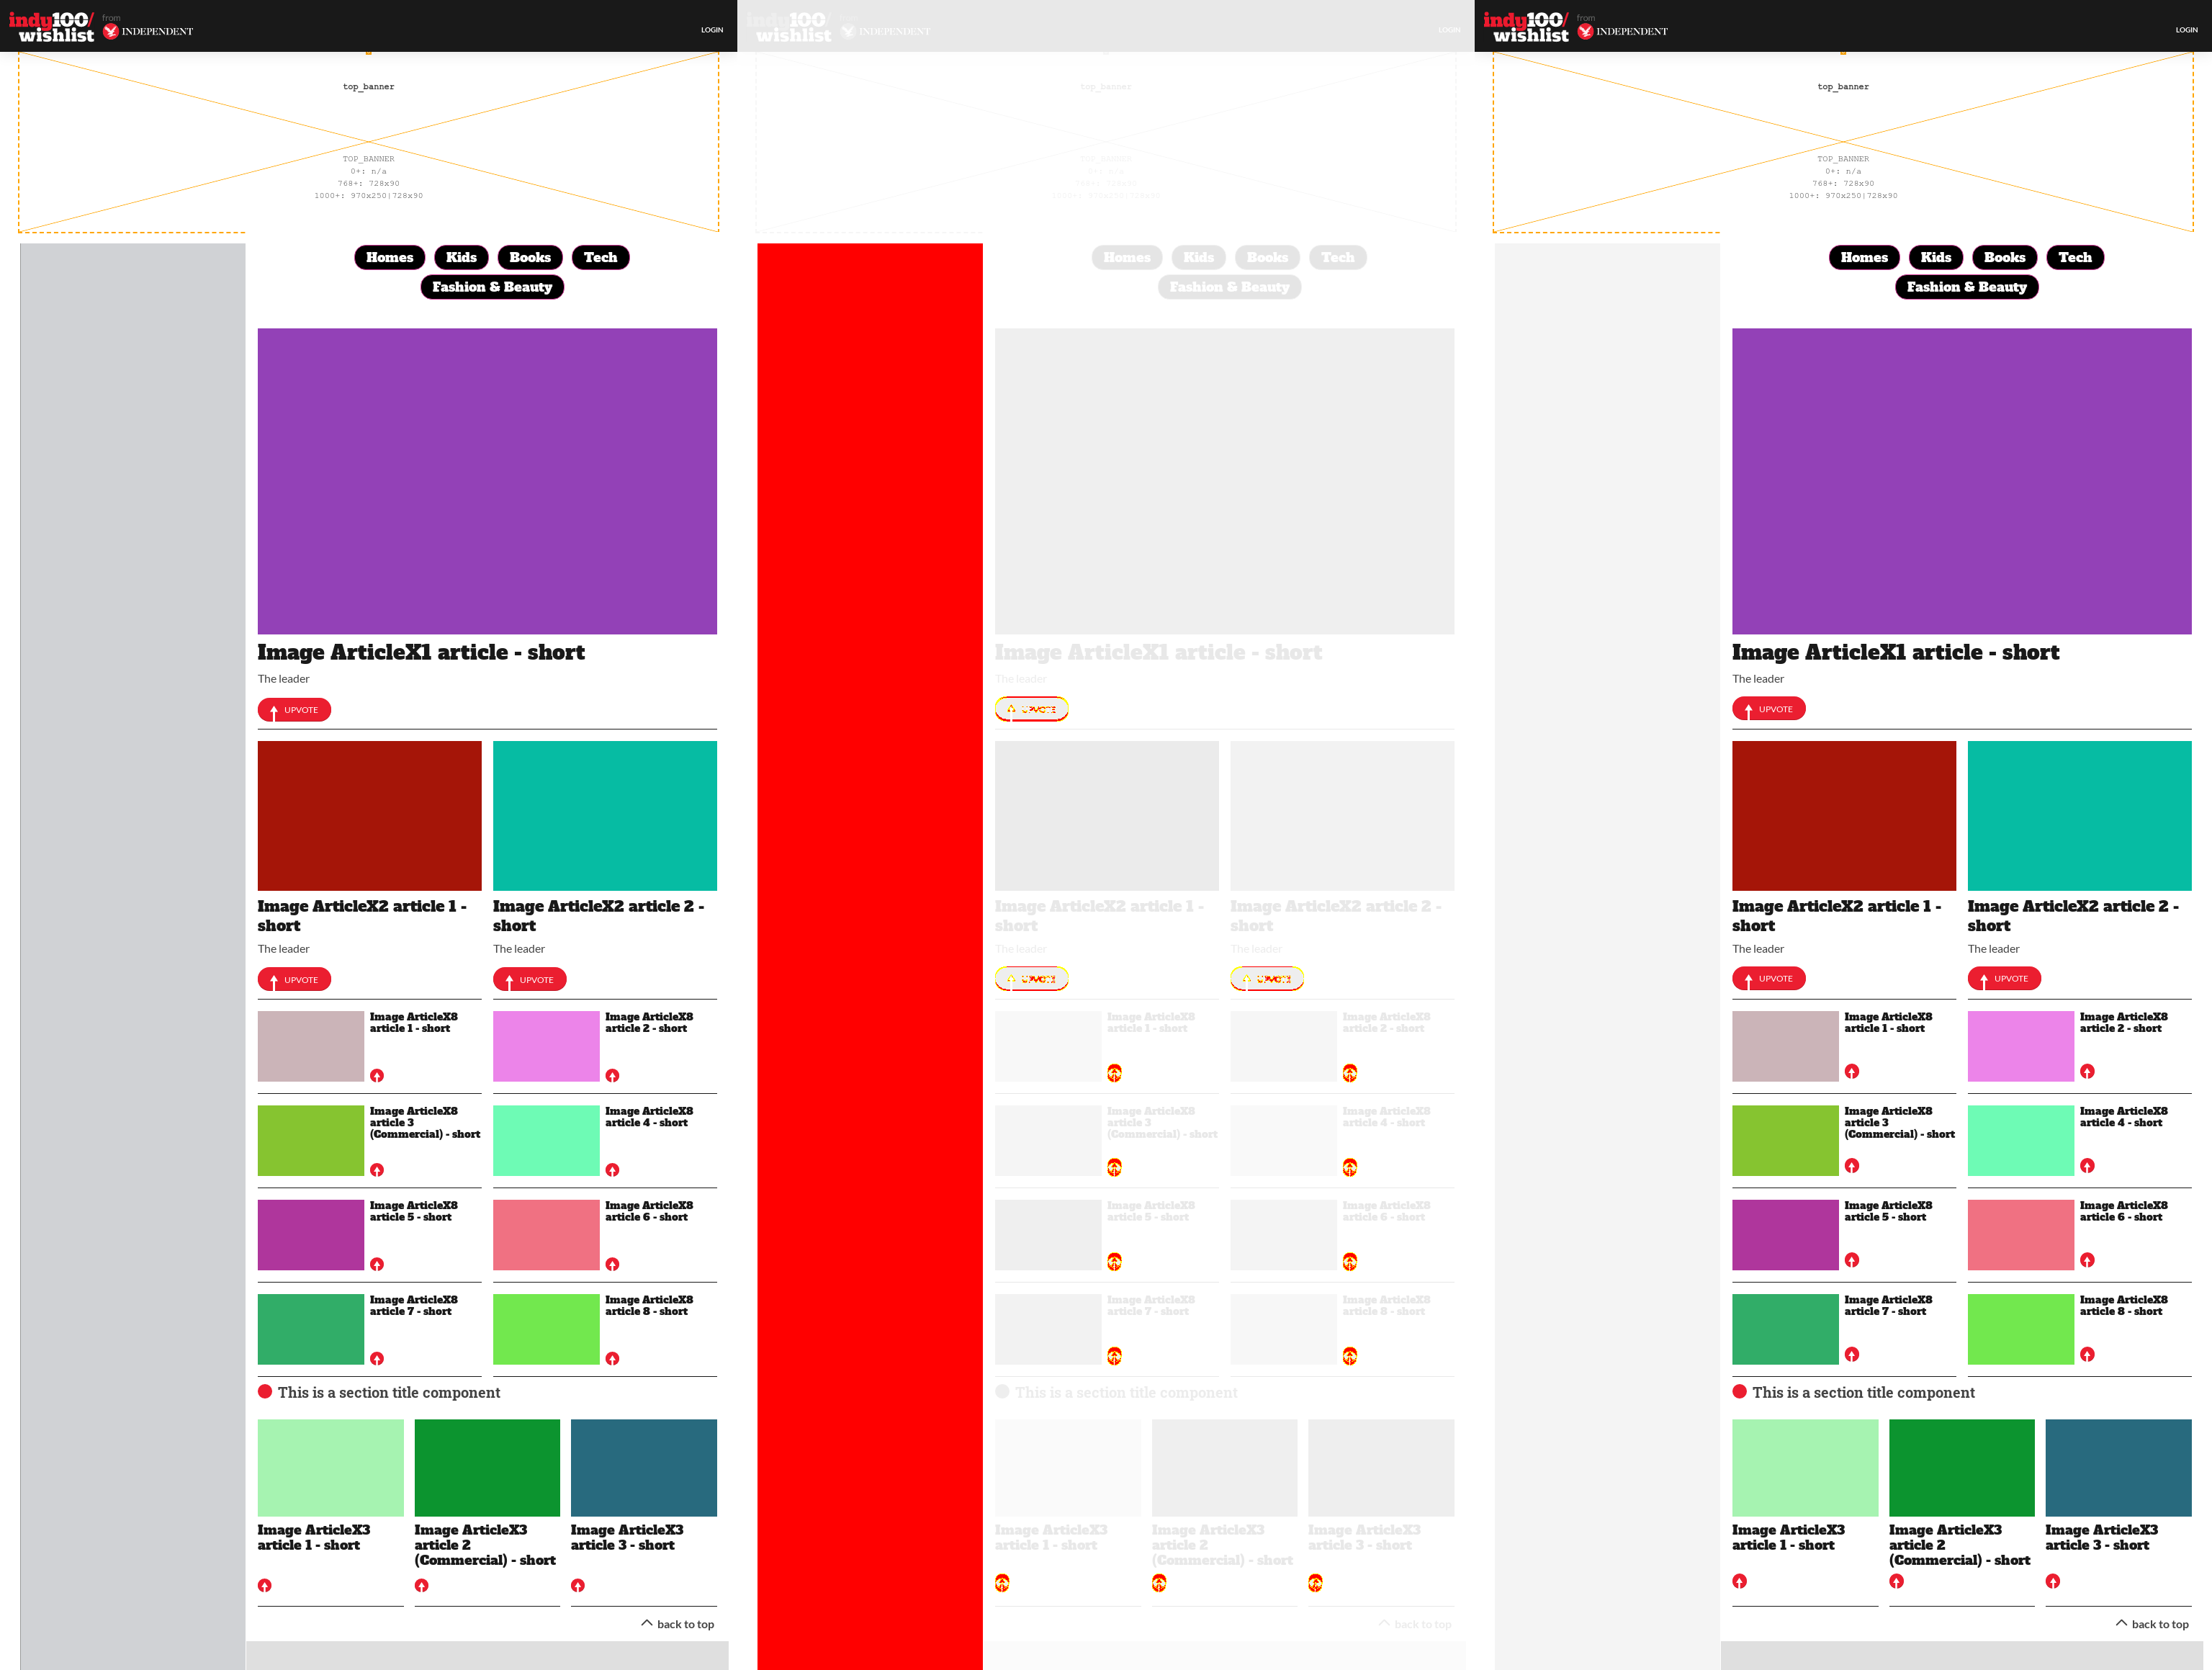 indy100/ from
wishlist INDEPENDENT
LOGIN
top_banner
TOP_BANNER
0+: n/a
768+: 728x90
1000+: 970x250|728x90
Homes Kids Books Tech
Fashion & Beauty
Image ArticleX1 article - short
The leader
UPVOTE
Image ArticleX2 article 1 -
short
The leader
UPVOTE
Image ArticleX2 article 2 -
short
The leader
UPVOTE
Image ArticleX8
article 1 - short
Image ArticleX8
article 2 - short
Image ArticleX8
article 3
(Commercial) - short
Image ArticleX8
article 4 - short
Image ArticleX8
article 5 - short
Image ArticleX8
article 6 - short
Image ArticleX8
article 7 - short
Image ArticleX8
article 8 - short
This is a section title component
Image ArticleX3
article 1 - short
Image ArticleX3
article 2
(Commercial) - short
Image ArticleX3
article 3 - short
back to top
indy100/
wishlist INDEPENDENT
LOGIN
top_banner
TOP_BANNER
0+: n/a
768+: 728x90
1000+: 970x250|728x90
Homes Kids Books Tech
Fashion & Beauty
Image ArticleX1 article - short
The leader
UPVOTE
Image ArticleX2 article 1 -
short
The leader
UPVOTE
Image ArticleX2 article 2 -
short
The leader
UPVOTE
Image ArticleX8
article 1 - short
Image ArticleX8
article 2 - short
Image ArticleX8
article 3
(Commercial) - short
Image ArticleX8
article 4 - short
Image ArticleX8
article 5 - short
Image ArticleX8
article 6 - short
Image ArticleX8
article 7 - short
Image ArticleX8
article 8 - short
This is a section title component
Image ArticleX3
article 1 - short
Image ArticleX3
article 2
(Commercial) - short
Image ArticleX3
article 3 - short
back to top
indy100/ from
wishlist INDEPENDENT
LOGIN
top_banner
TOP_BANNER
0+: n/a
768+: 728x90
1000+: 970x250|728x90
Homes Kids Books Tech
Fashion & Beauty
Image ArticleX1 article - short
The leader
UPVOTE
Image ArticleX2 article 1 -
short
The leader
UPVOTE
Image ArticleX2 article 2 -
short
The leader
UPVOTE
Image ArticleX8
article 1 - short
Image ArticleX8
article 2 - short
Image ArticleX8
article 3
(Commercial) - short
Image ArticleX8
article 4 - short
Image ArticleX8
article 5 - short
Image ArticleX8
article 6 - short
Image ArticleX8
article 7 - short
Image ArticleX8
article 8 - short
This is a section title component
Image ArticleX3
article 1 - short
Image ArticleX3
article 2
(Commercial) - short
Image ArticleX3
article 3 - short
back to top